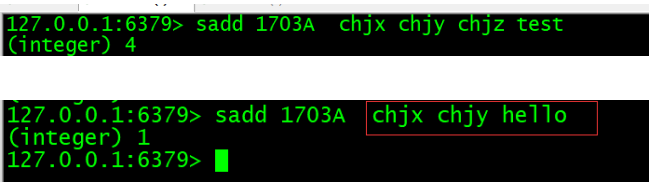 127.0.0.1:6379> sadd 1703A  chjx chjy chjz test
(integer) 4
127.0.0.1:6379> sadd 1703A  chjx chjy hello
(integer) 1
127.0.0.1:6379>